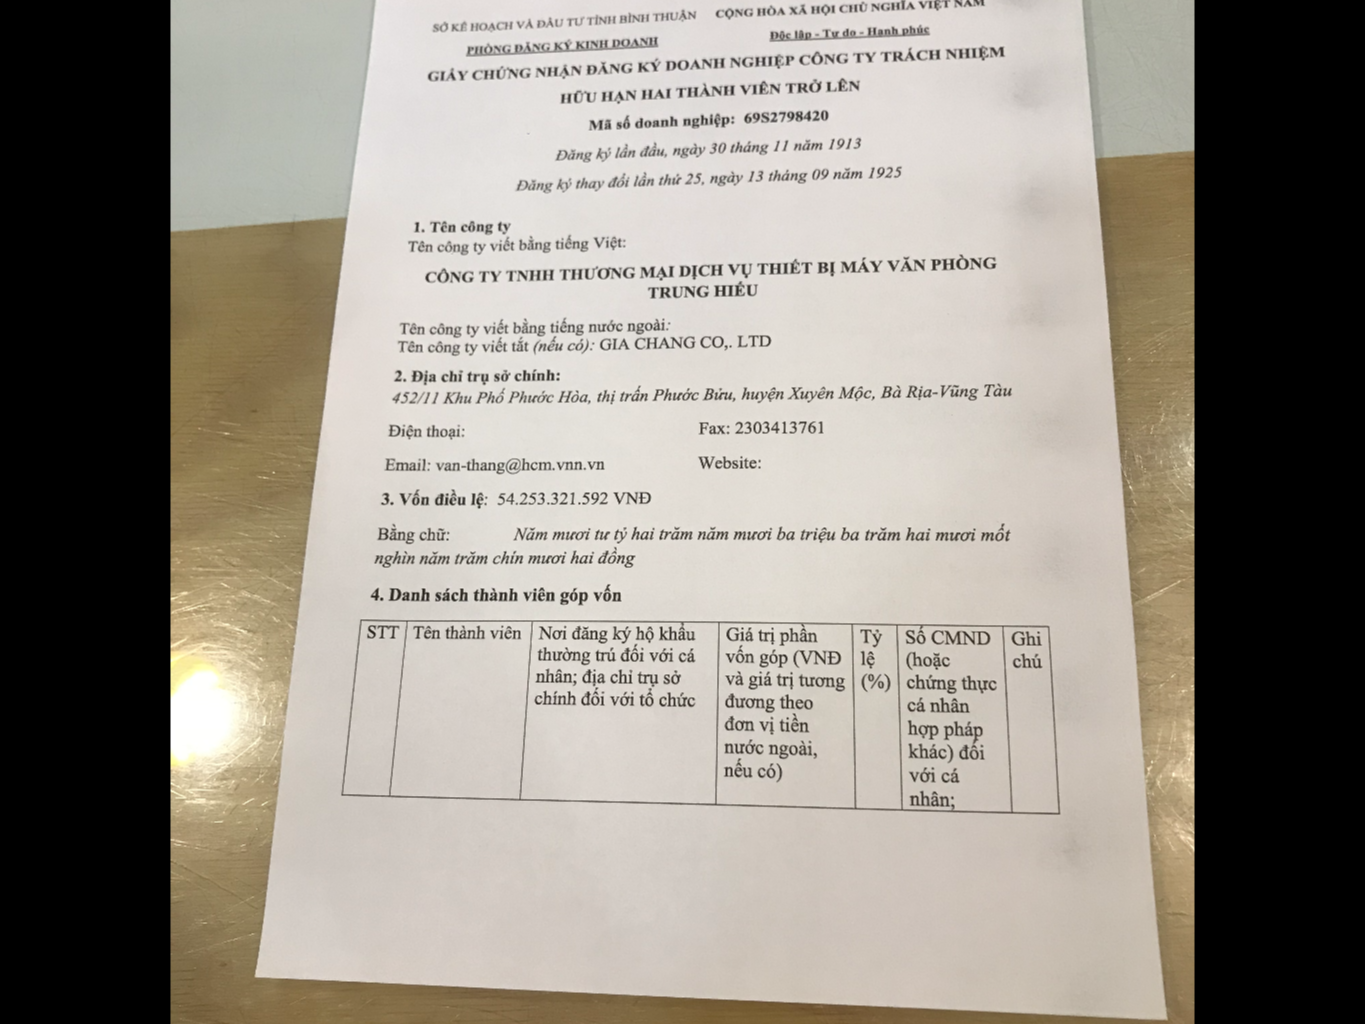 SỞ KẾ HOẠCH VÀ ĐẦU TƯ TỈNH BÌNH THUẬN CỘNG HÒA XÃ HỘI CHỦ NGHĨA VIỆT NAM
PHÒNG ĐĂNG KÝ KINH DOANH Độc lập - Tự do - Hạnh phúc
GIẤY CHỨNG NHẬN ĐĂNG KÝ DOANH NGHIỆP CÔNG TY TRÁCH NHIỆM
HỮU HẠN HAI THÀNH VIÊN TRỞ LÊN
Mã số doanh nghiệp: 69S2798420
Đăng ký lần đầu, ngày 30 tháng 11 năm 1913
Đăng ký thay đổi lần thứ 25, ngày 13 tháng 09 năm 1925
1. Tên công ty
Tên công ty viết bằng tiếng Việt:
CÔNG TY TNHH THƯƠNG MẠI DỊCH VỤ THIẾT BỊ MÁY VĂN PHÒNG
TRUNG HIẾU
Tên công ty viết bằng tiếng nước ngoài:
Tên công ty viết tắt (nếu có): GIA CHANG CO,. LTD
2. Địa chỉ trụ sở chính:
452/11 Khu Phố Phước Hòa, thị trấn Phước Bửu, huyện Xuyên Mộc, Bà Rịa-Vũng Tàu
Điện thoại: Fax: 2303413761
Email: van-thang@hcm.vnn.vn Website:
3. Vốn điều lệ: 54.253.321.592 VNĐ
Bằng chữ: Năm mươi tư tỷ hai trăm năm mươi ba triệu ba trăm hai mươi mốt
nghìn năm trăm chín mươi hai đồng
4. Danh sách thành viên góp vốn
STT Tên thành viên Nơi đăng ký hộ khẩu Giá trị phần Tỷ Số CMND Ghi
thường trú đối với cá vốn góp (VNĐ lệ (hoặc chú
nhân; địa chỉ trụ sở và giá trị tương (%) chứng thực
chính đối với tổ chức đương theo cá nhân
đơn vị tiền hợp pháp
nước ngoài, khác) đối
nếu có) với cá
nhân;